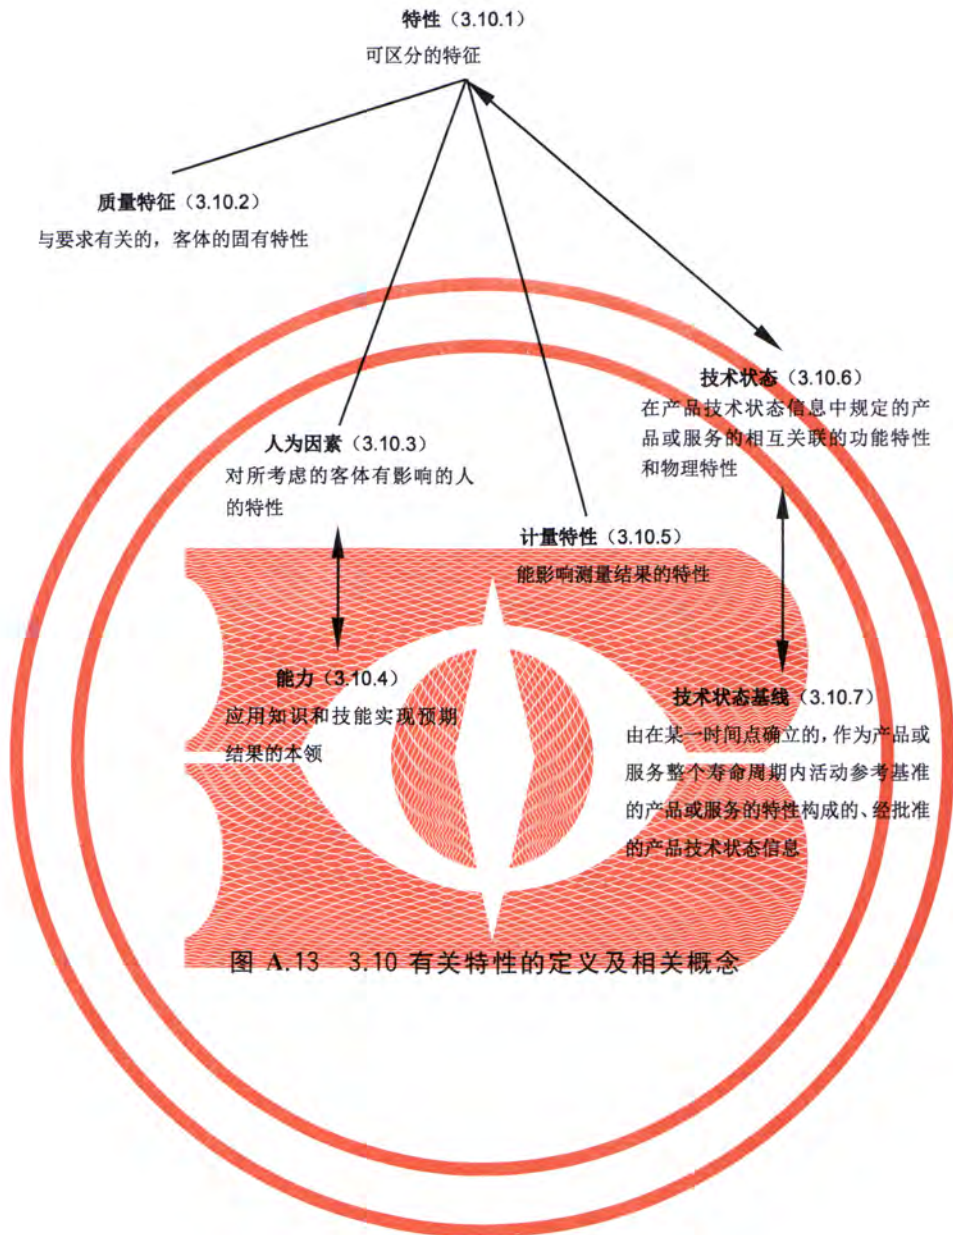 特性（3.10.1）
可区分的特征
质量特征（3.10.2）
与要求有关的，客体的固有特性
技术状态（3.10.6）
在产品技术状态信息中规定的产
品或服务的相互关联的功能特性
和物理特性
人为因素（3.10.3）
对所考虑的客体有影响的人
的特性
计量特性（3.10.5）
能影响测量结果的特性
能力（3.10.4）
应用知识和技能实现预期
结果的本领
技术状态基线（3.10.7）
由在某一时间点确立的，作为产品或
服务整个寿命周期内活动参考基准
的产品或服务的特性构成的、经批准
的产品技术状态信息
图 A.13 3.10 有关特性的定义及相关概念